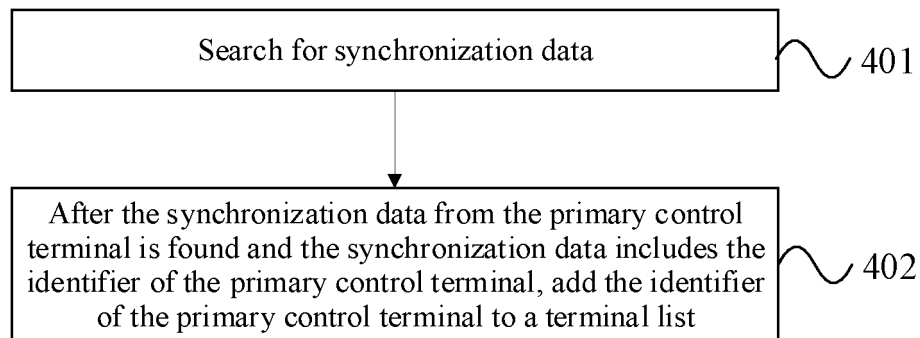 Search for synchronization data
401
After the synchronization data from the primary control
terminal is found and the synchronization data includes the
identifier of the primary control terminal, add the identifier
of the primary control terminal to a terminal list
402